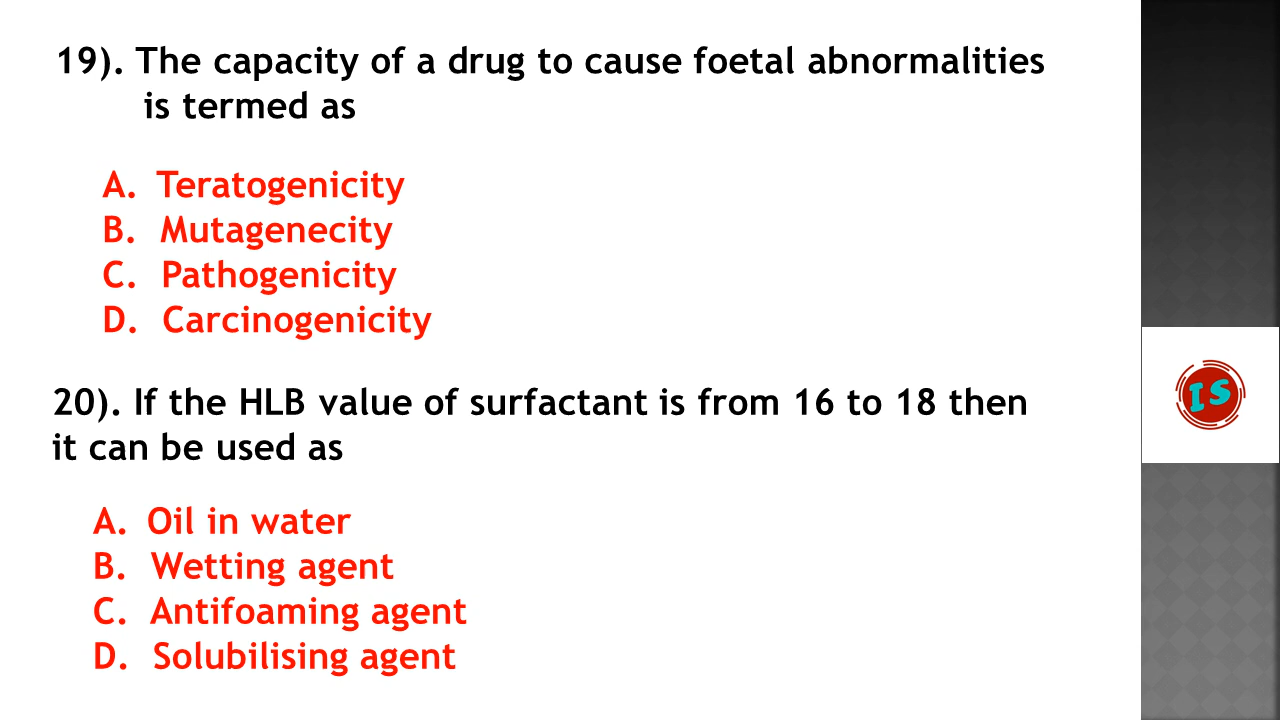 19). The capacity of a drug to cause foetal abnormalities
is termed as
A. Teratogenicity
B. Mutagenecity
C. Pathogenicity
D. Carcinogenicity
20). If the HLB value of surfactant is from 16 to 18 then
it can be used as
A. Oil in water
B. Wetting agent
C. Antifoaming agent
D. Solubilising agent
IS